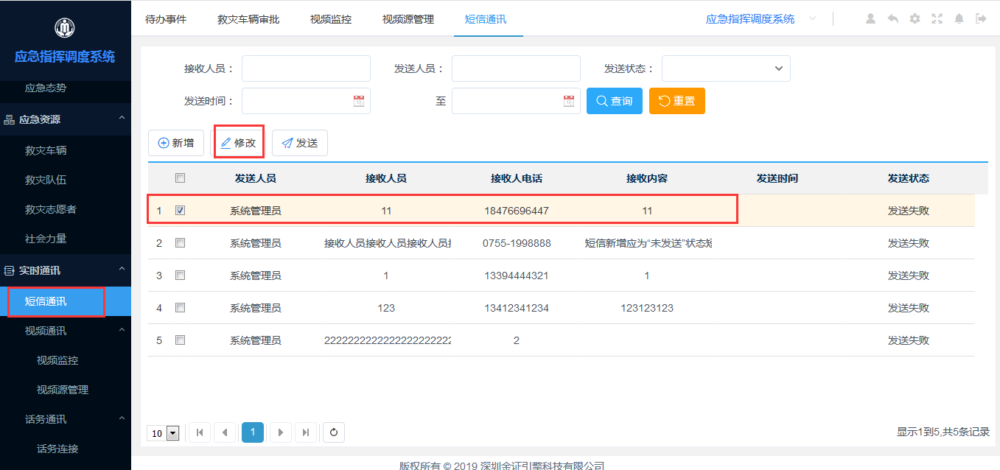 应急指挥调度系统
待办事件 救灾车辆审批 视频监控 视频源管理 短信通讯 应急指挥调度系统
应急态势
应急资源
救灾车辆
救灾队伍
救灾志愿者
社会力量
实时通讯
短信通讯
视频通讯
视频监控
视频源管理
话务通讯
话务连接
接收人员： 发送人员： 发送状态：
发送时间： 至 查询 重置
新增 修改 发送
发送人员 接收人员 接收人电话 接收内容 发送时间 发送状态
1 系统管理员 11 18476696447 11 发送失败
2 系统管理员 接收人员接收人员接收人员 0755-1998888 短信新增应为“未发送”状态 发送失败
3 系统管理员 1 13394444321 1 发送失败
4 系统管理员 123 13412341234 123123123 发送失败
5 系统管理员 2222222222222222222222 2 发送失败
10 1 显示1到5,共5条记录
版权所有 © 2019 深圳金证引擎科技有限公司